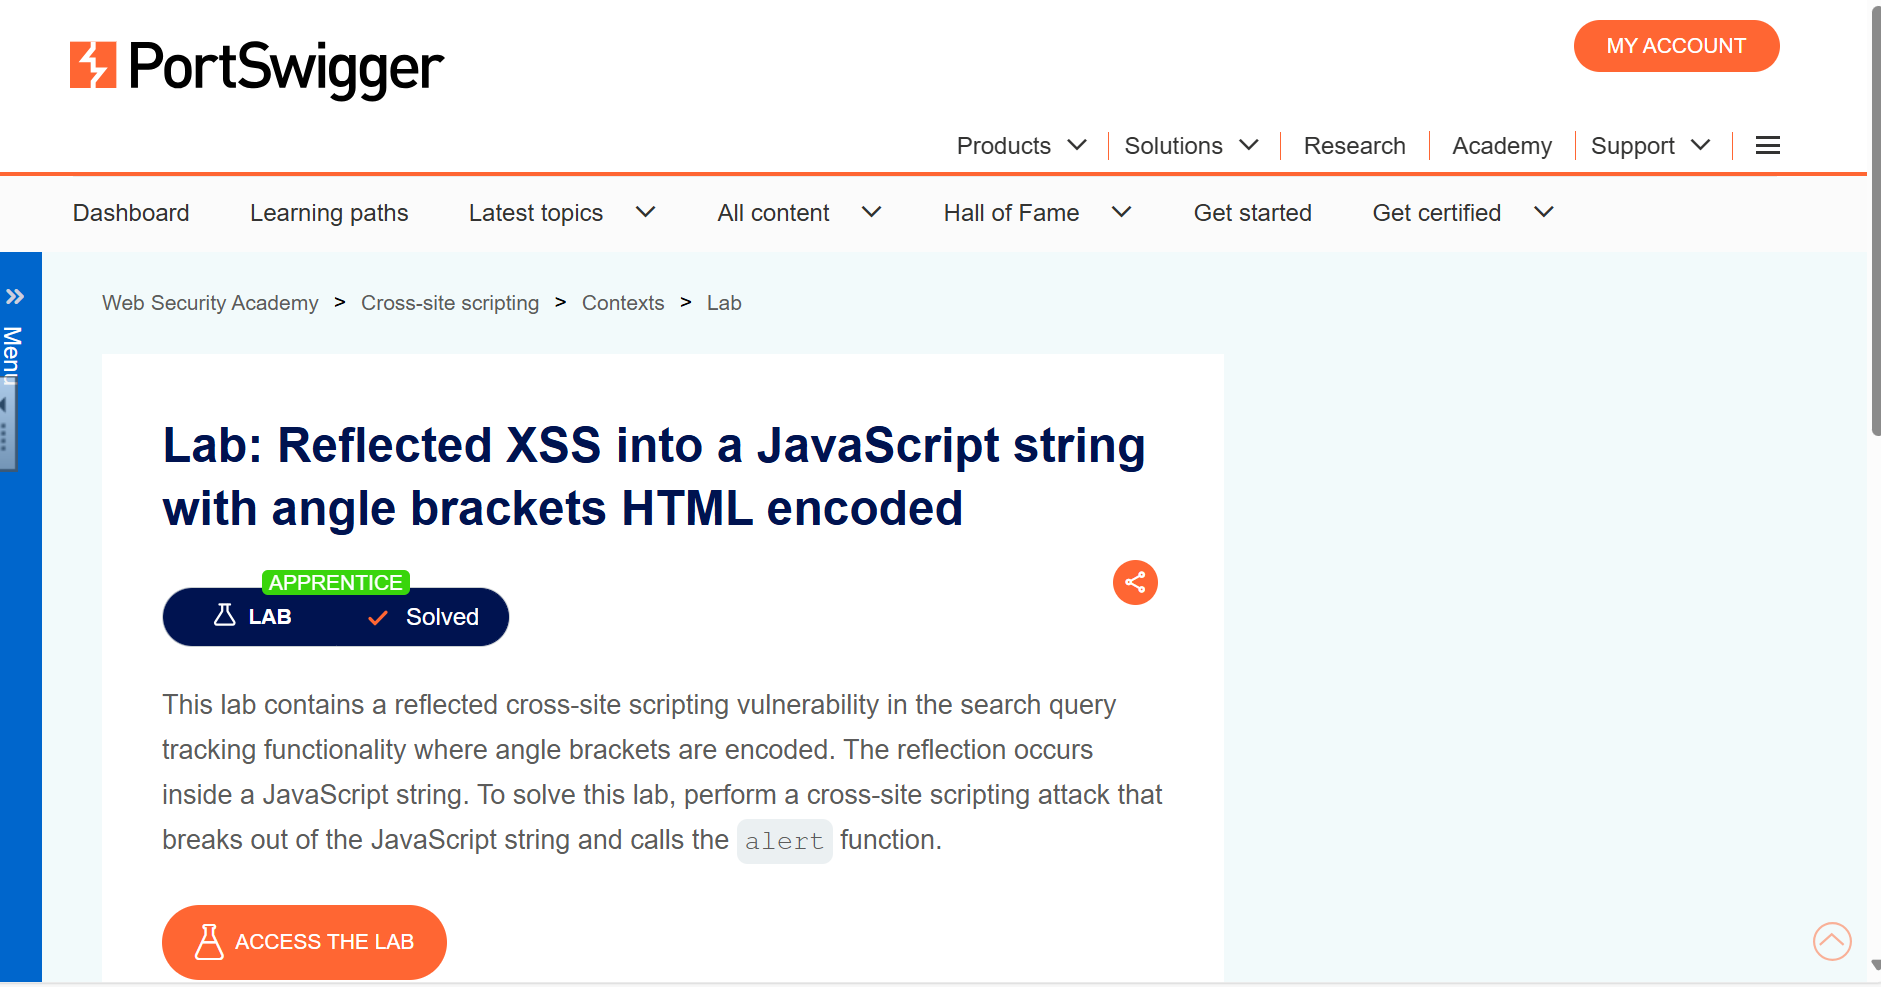 PortSwigger
MY ACCOUNT
Products
Solutions
Research
Academy
Support
Dashboard
Learning paths
Latest topics
All content
Hall of Fame
Get started
Get certified
Menu
Web Security Academy > Cross-site scripting > Contexts > Lab
Lab: Reflected XSS into a JavaScript string
with angle brackets HTML encoded
APPRENTICE
LAB
Solved
This lab contains a reflected cross-site scripting vulnerability in the search query
tracking functionality where angle brackets are encoded. The reflection occurs
inside a JavaScript string. To solve this lab, perform a cross-site scripting attack that
breaks out of the JavaScript string and calls the alert function.
ACCESS THE LAB